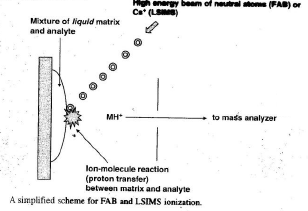 High energy beam of neutral atoms (FAB) or
Cs⁺ (LSIMS)
Mixture of liquid matrix
and analyte
MH⁺
to mass analyzer
Ion-molecule reaction
(proton transfer)
between matrix and analyte
A simplified scheme for FAB and LSIMS ionization.